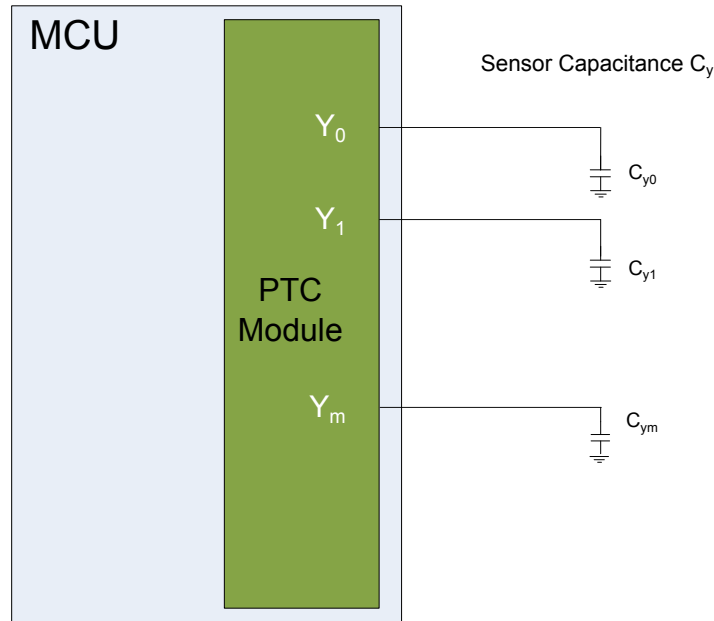 MCU
Sensor Capacitance Cy
Y0
Cy0
Y1
Cy1
PTC
Module
Ym
Cym